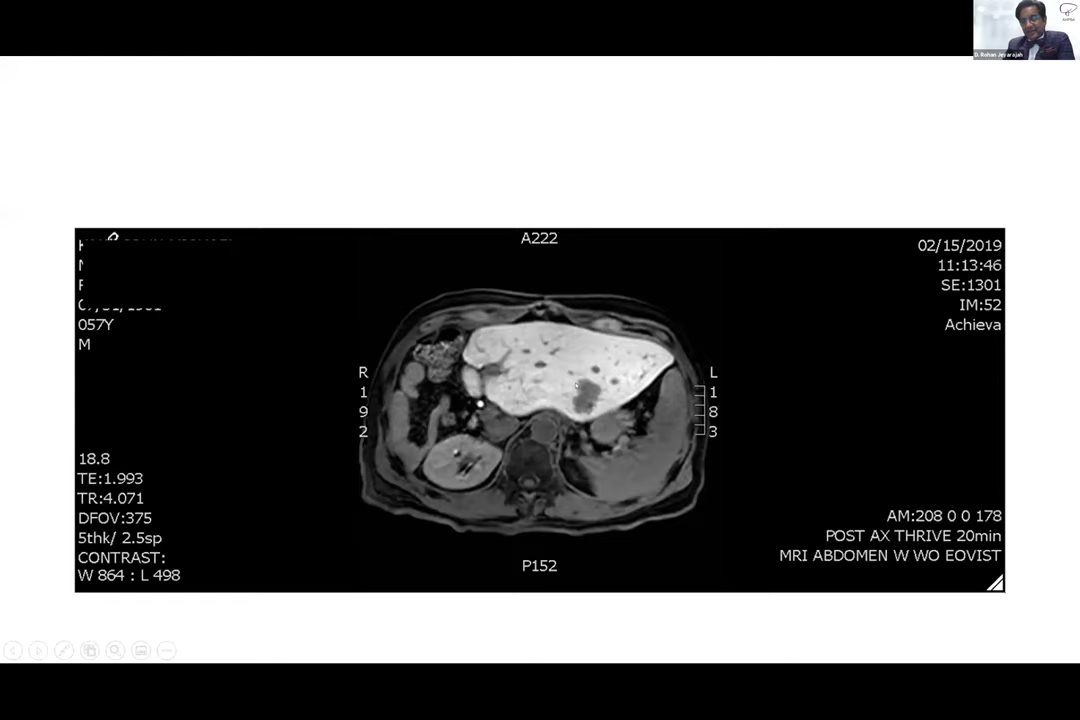 D. Rohan Jeyarajah
A222
02/15/2019
11:13:46
SE:1301
IM:52
Achieva
057Y
M
R
1
9
2
L
1
8
3
18.8
TE:1.993
TR:4.071
DFOV:375
5thk/ 2.5sp
CONTRAST:
W 864 : L 498
AM:208 0 0 178
POST AX THRIVE 20min
MRI ABDOMEN W WO EOVIST
P152